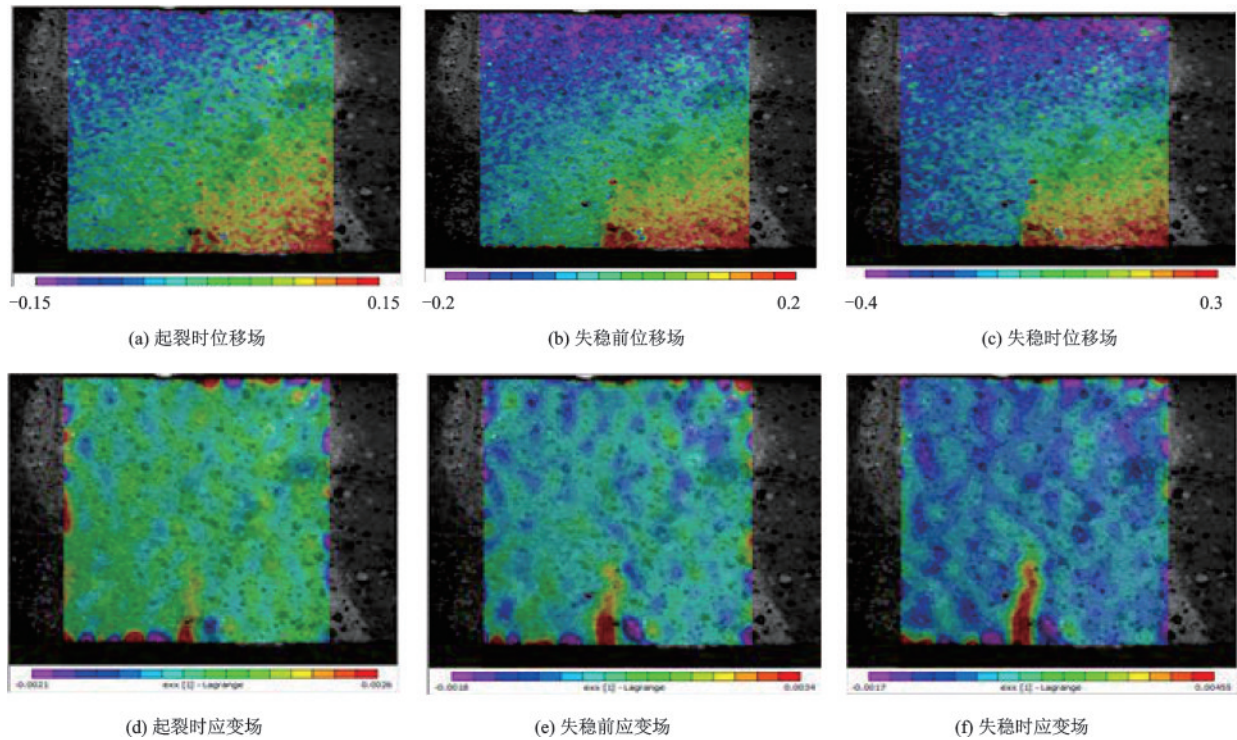 −0.15 0.15
−0.2 0.2
−0.4 0.3
(a) 起裂时位移场
(b) 失稳前位移场
(c) 失稳时位移场
-0.0021 exx [1] - Lagrange 0.0026
-0.0018 exx [1] - Lagrange 0.0034
-0.0017 exx [1] - Lagrange 0.00455
(d) 起裂时应变场
(e) 失稳前应变场
(f) 失稳时应变场